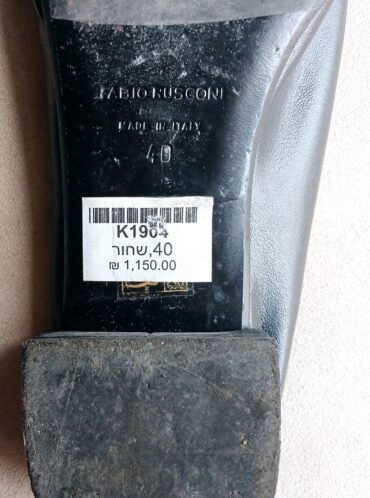 FABIO RUSCONI
MADE IN ITALY
40
K1904
40,שחור
₪ 1,150.00